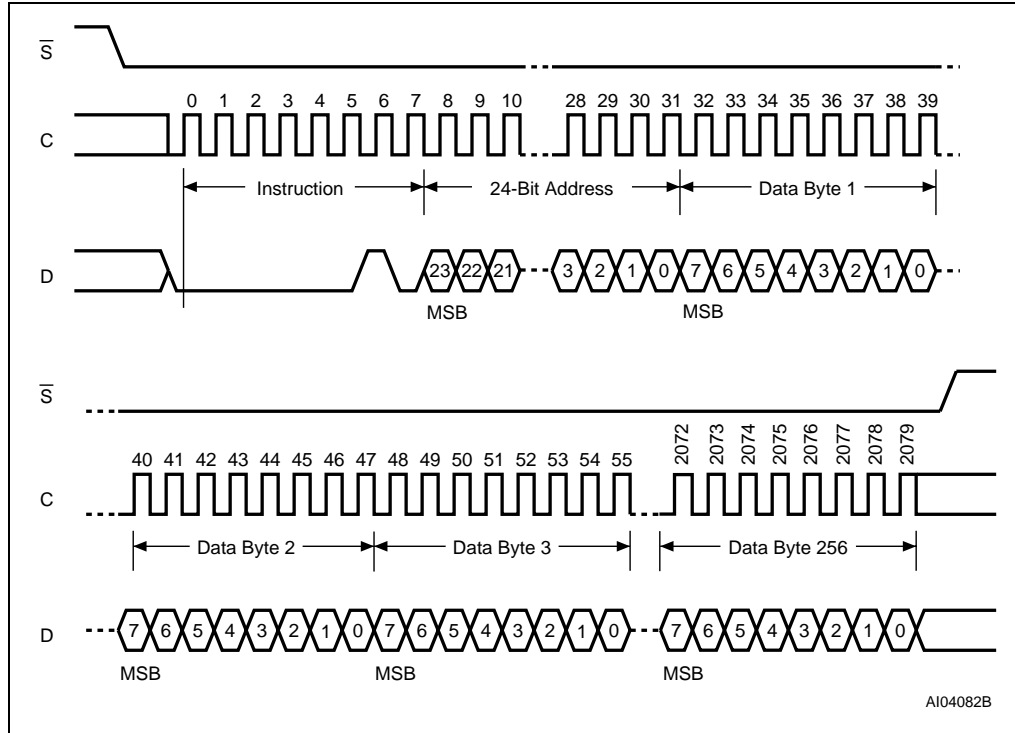 S
0 1 2 3 4 5 6 7 8 9 10 28 29 30 31 32 33 34 35 36 37 38 39
C
Instruction 24-Bit Address Data Byte 1
D 23 22 21 3 2 1 0 7 6 5 4 3 2 1 0
MSB MSB
S
40 41 42 43 44 45 46 47 48 49 50 51 52 53 54 55 2072 2073 2074 2075 2076 2077 2078 2079
C
Data Byte 2 Data Byte 3 Data Byte 256
D 7 6 5 4 3 2 1 0 7 6 5 4 3 2 1 0 7 6 5 4 3 2 1 0
MSB MSB MSB
AI04082B